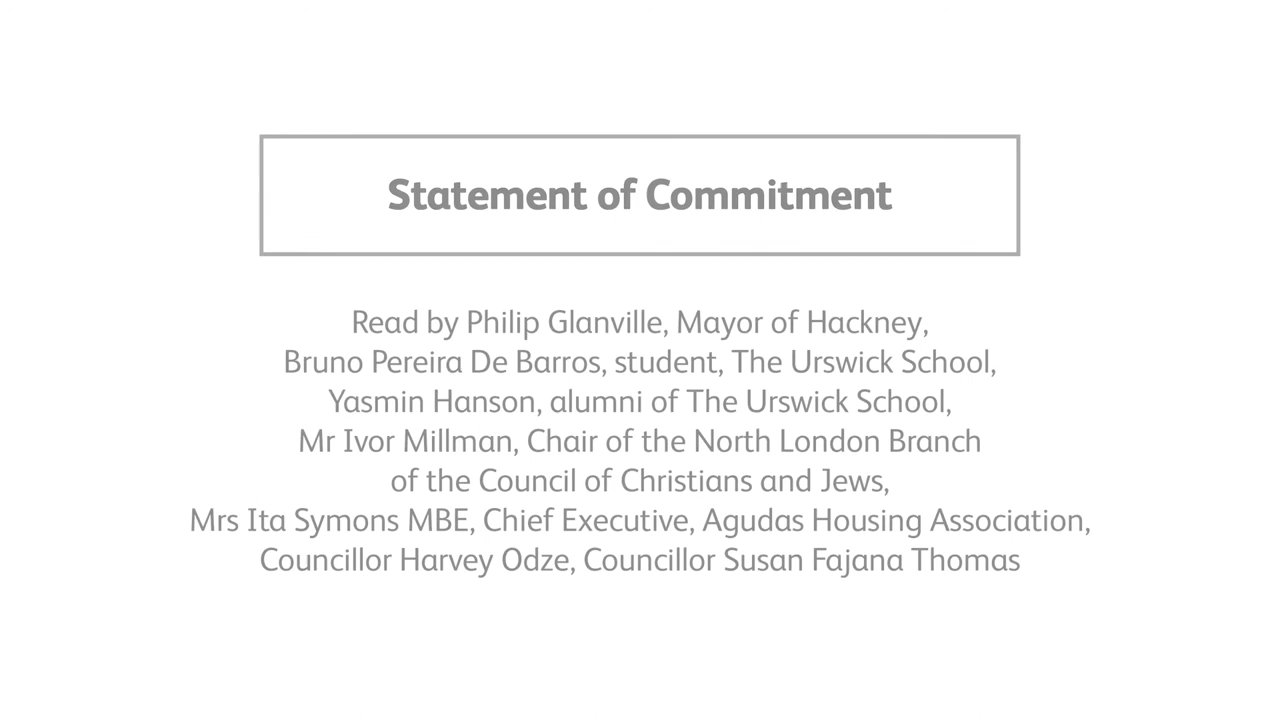 Statement of Commitment
Read by Philip Glanville, Mayor of Hackney,
Bruno Pereira De Barros, student, The Urswick School,
Yasmin Hanson, alumni of The Urswick School,
Mr Ivor Millman, Chair of the North London Branch
of the Council of Christians and Jews,
Mrs Ita Symons MBE, Chief Executive, Agudas Housing Association,
Councillor Harvey Odze, Councillor Susan Fajana Thomas